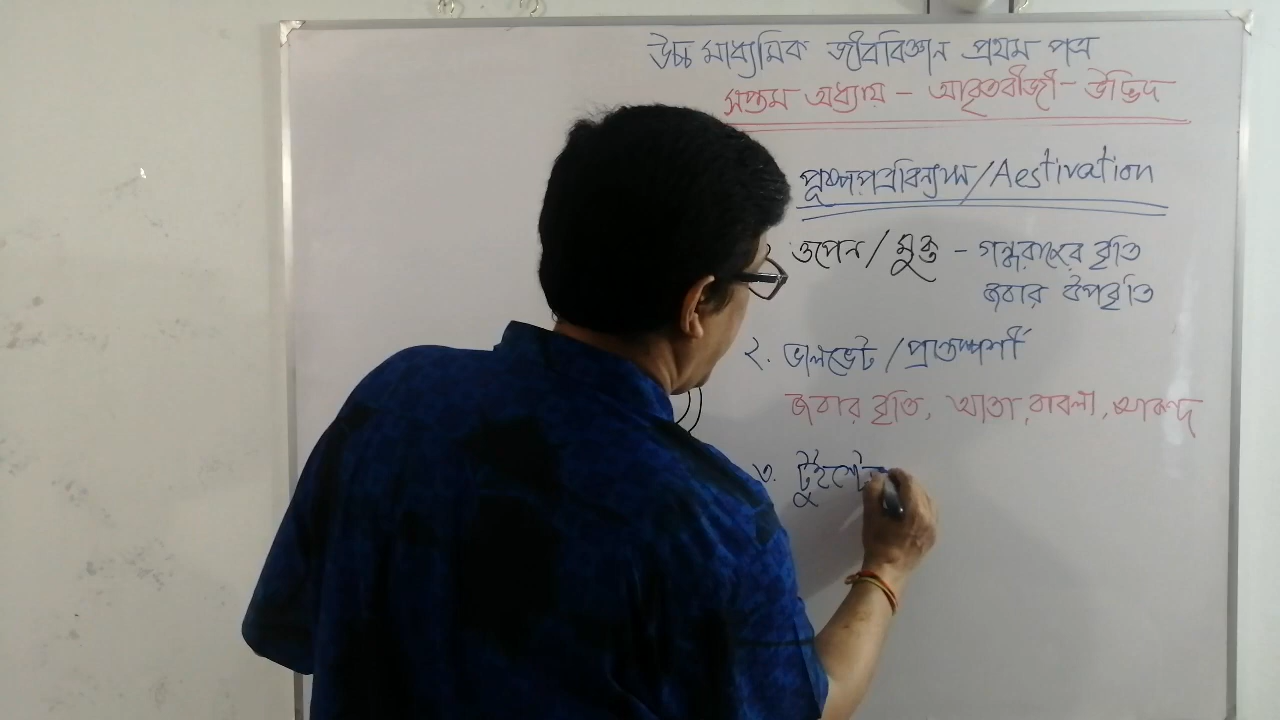 উচ্চ মাধ্যমিক জীববিজ্ঞান প্রথম পত্র
সপ্তম অধ্যায় - আবৃতবীজী - উদ্ভিদ
পুষ্পপত্রবিন্যাস/Aestivation
ওপেন / মুক্ত - গন্ধরাজের বৃতি
জবার উপবৃতি
২. ভালভেট / প্রান্তস্পর্শী
জবার বৃতি, আতা, বাবলা, আকন্দ
৩. টুইস্টেড